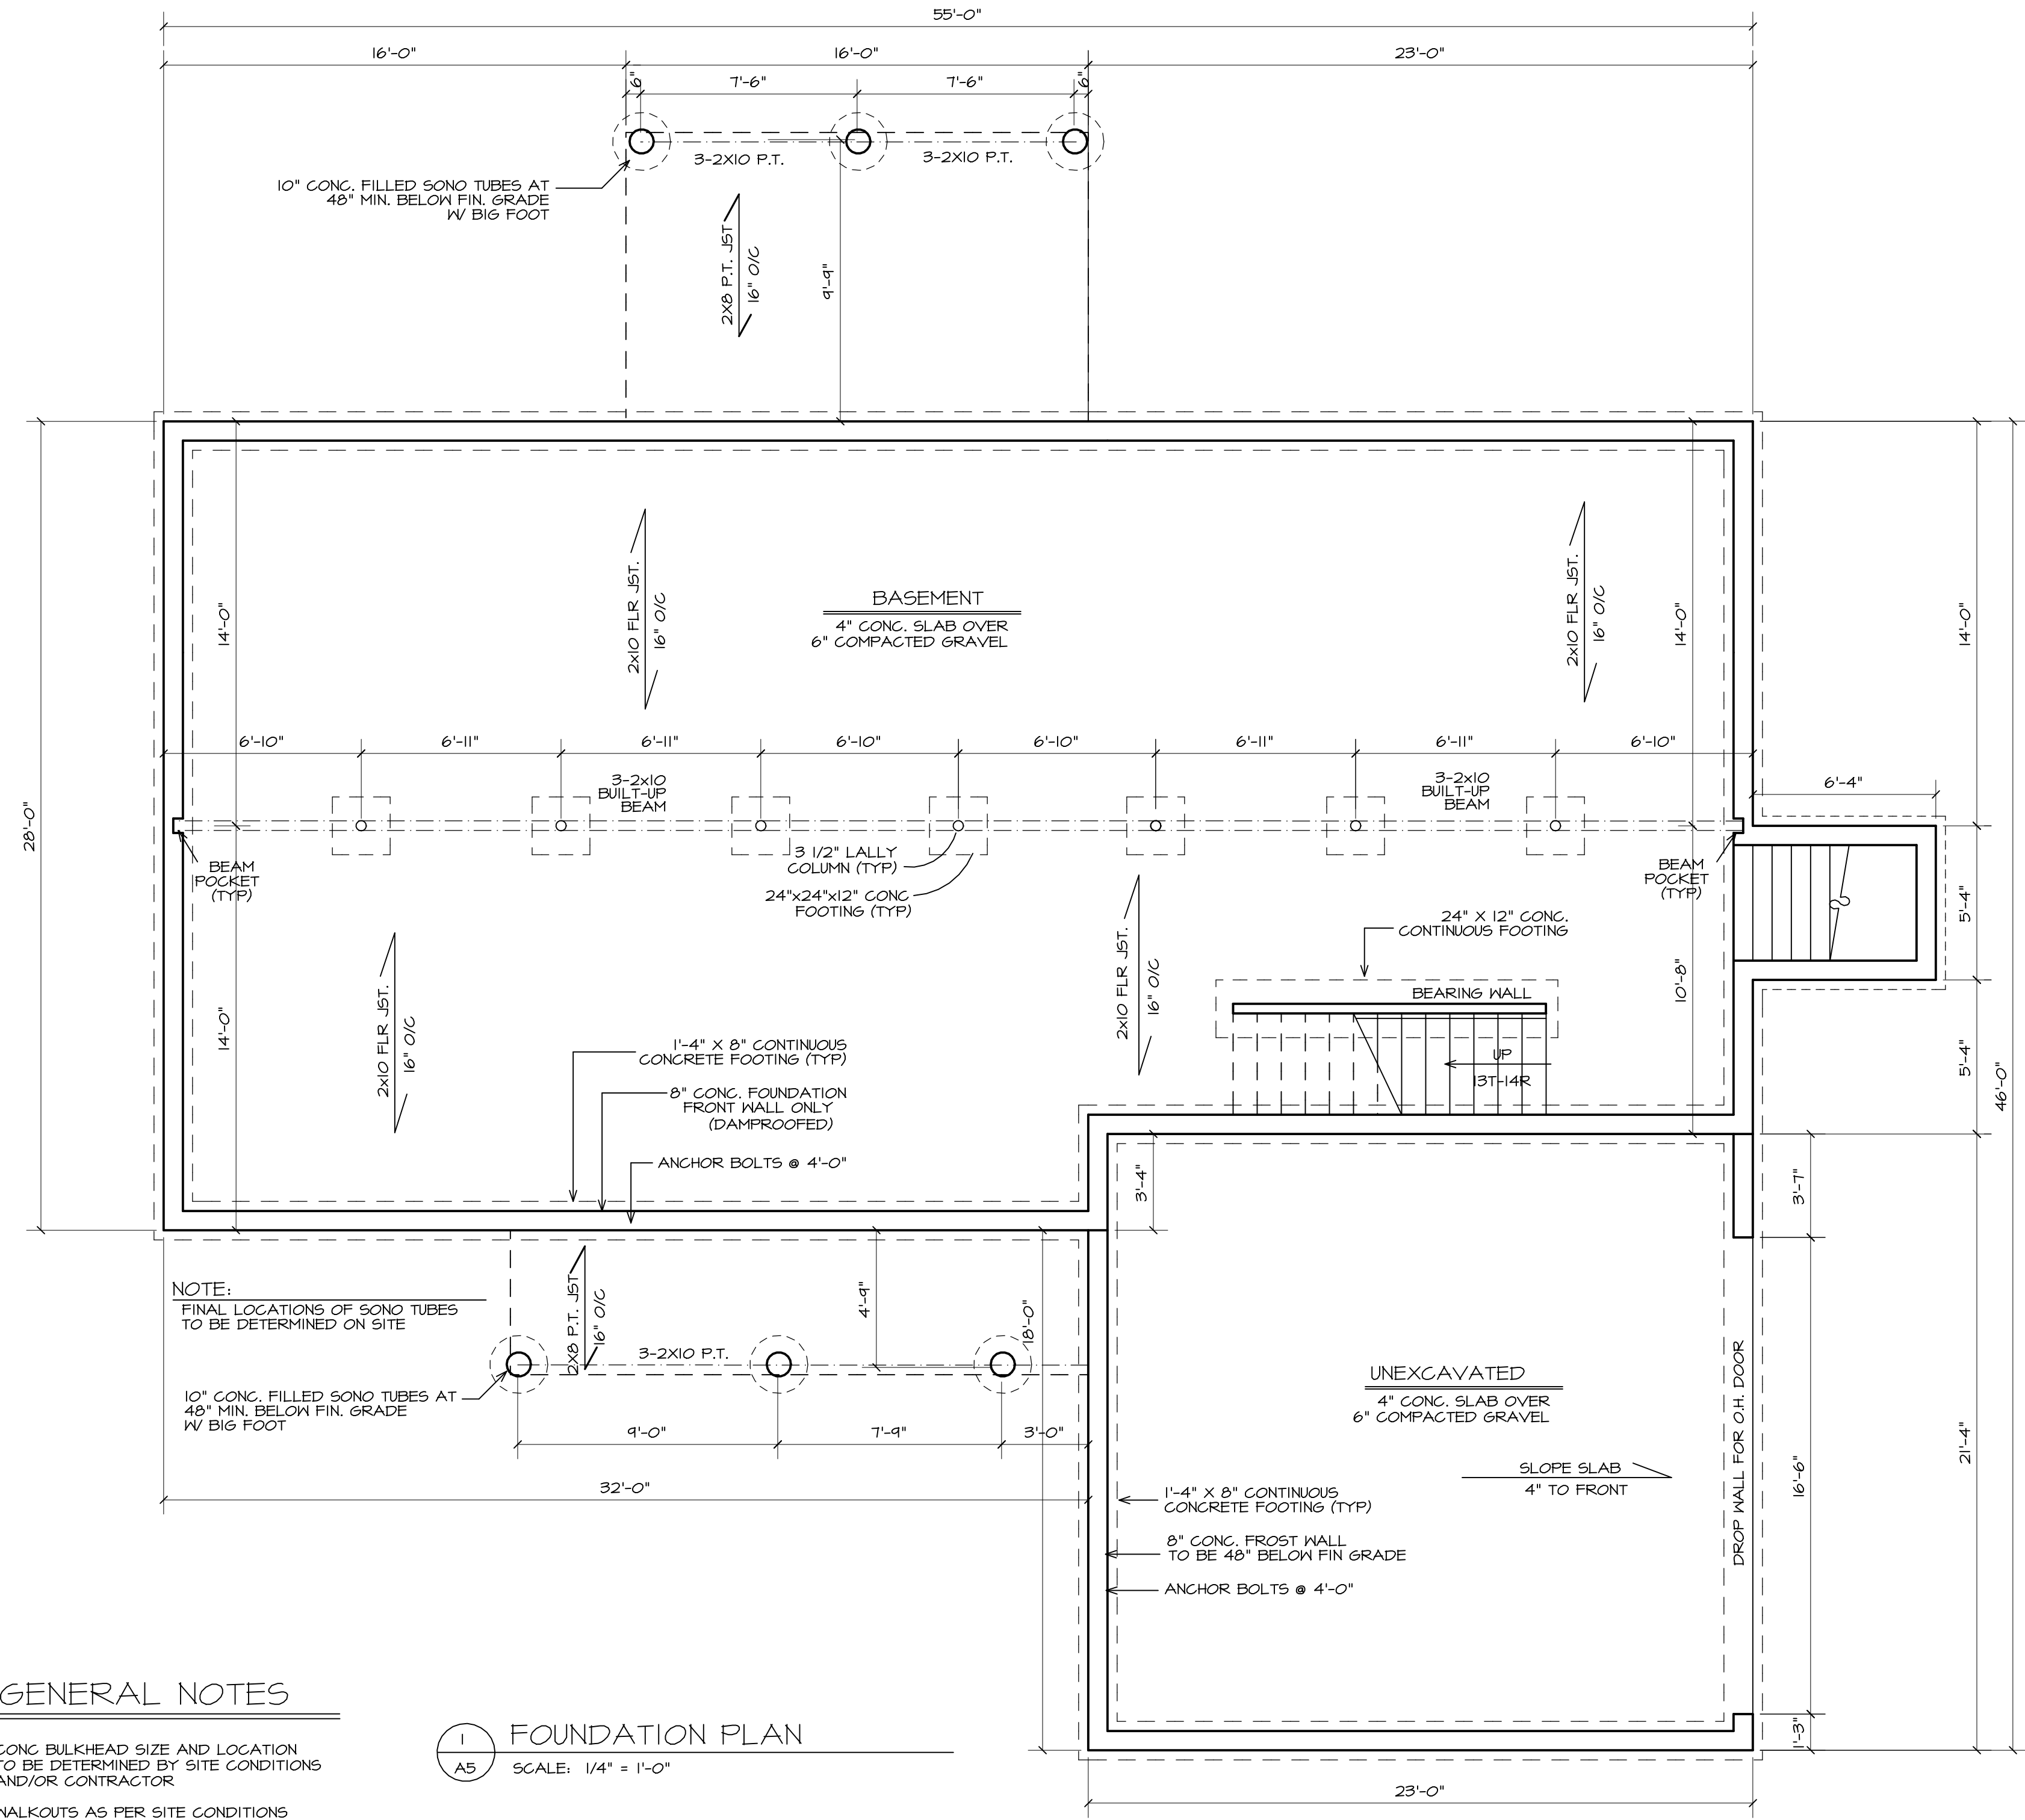 55'-0"
16'-0"
16'-0"
23'-0"
6"
7'-6"
7'-6"
6"
3-2X10 P.T.
3-2X10 P.T.
10" CONC. FILLED SONO TUBES AT
48" MIN. BELOW FIN. GRADE
W/ BIG FOOT
2X8 P.T. JST
16" O/C
9'-9"
28'-0"
14'-0"
2x10 FLR JST.
16" O/C
BASEMENT
4" CONC. SLAB OVER
6" COMPACTED GRAVEL
2x10 FLR JST.
16" O/C
14'-0"
14'-0"
6'-10"
6'-11"
6'-11"
6'-10"
6'-10"
6'-11"
6'-11"
6'-10"
3-2x10
BUILT-UP
BEAM
3-2x10
BUILT-UP
BEAM
6'-4"
BEAM
POCKET
(TYP)
3 1/2" LALLY
COLUMN (TYP)
24"x24"x12" CONC
FOOTING (TYP)
BEAM
POCKET
(TYP)
5'-4"
24" X 12" CONC.
CONTINUOUS FOOTING
BEARING WALL
10'-8"
14'-0"
2x10 FLR JST.
16" O/C
2x10 FLR JST.
16" O/C
UP
13T-14R
5'-4"
46'-0"
1'-4" X 8" CONTINUOUS
CONCRETE FOOTING (TYP)
8" CONC. FOUNDATION
FRONT WALL ONLY
(DAMPROOFED)
ANCHOR BOLTS @ 4'-0"
3'-4"
3'-7"
NOTE:
FINAL LOCATIONS OF SONO TUBES
TO BE DETERMINED ON SITE
2X8 P.T. JST
16" O/C
3-2X10 P.T.
4'-9"
18'-0"
10" CONC. FILLED SONO TUBES AT
48" MIN. BELOW FIN. GRADE
W/ BIG FOOT
9'-0"
7'-9"
3'-0"
32'-0"
UNEXCAVATED
4" CONC. SLAB OVER
6" COMPACTED GRAVEL
SLOPE SLAB
4" TO FRONT
DROP WALL FOR O.H. DOOR
16'-6"
21'-4"
1'-4" X 8" CONTINUOUS
CONCRETE FOOTING (TYP)
8" CONC. FROST WALL
TO BE 48" BELOW FIN GRADE
ANCHOR BOLTS @ 4'-0"
1'-3"
23'-0"
GENERAL NOTES
CONC BULKHEAD SIZE AND LOCATION
TO BE DETERMINED BY SITE CONDITIONS
AND/OR CONTRACTOR
WALKOUTS AS PER SITE CONDITIONS
1
A5
FOUNDATION PLAN
SCALE: 1/4" = 1'-0"